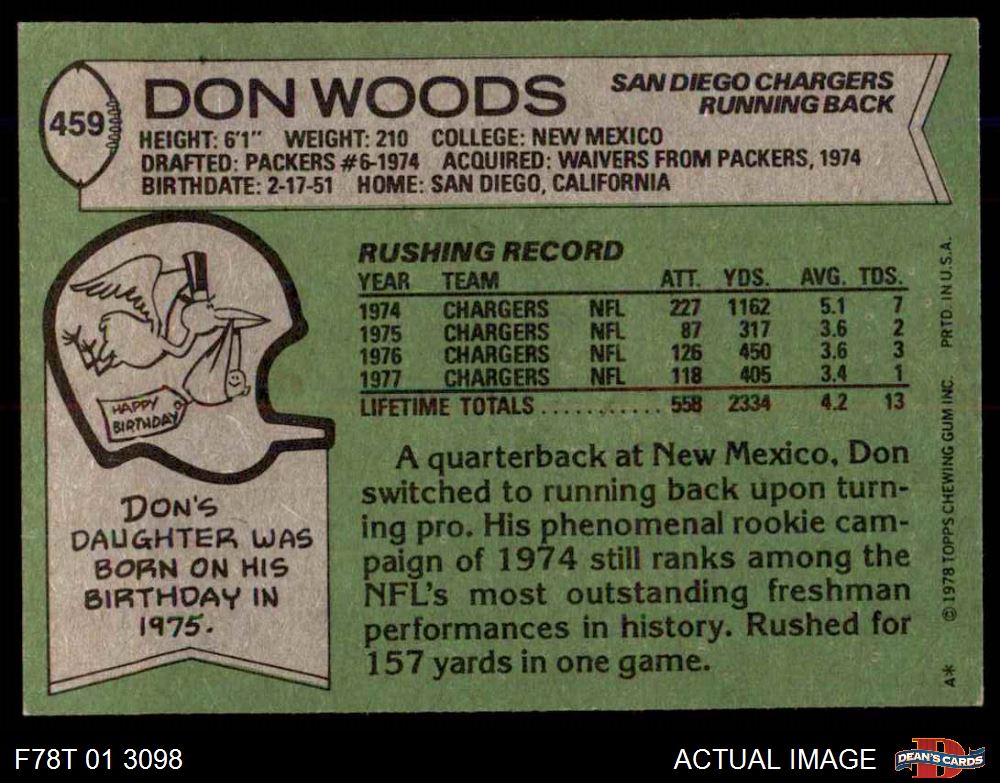 459
DON WOODS
SAN DIEGO CHARGERS
RUNNING BACK
HEIGHT: 6'1" WEIGHT: 210 COLLEGE: NEW MEXICO
DRAFTED: PACKERS #6-1974 ACQUIRED: WAIVERS FROM PACKERS, 1974
BIRTHDATE: 2-17-51 HOME: SAN DIEGO, CALIFORNIA
HAPPY
BIRTHDAY
DON'S
DAUGHTER WAS
BORN ON HIS
BIRTHDAY IN
1975.
RUSHING RECORD
YEAR TEAM ATT. YDS. AVG. TDS.
1974 CHARGERS NFL 227 1162 5.1 7
1975 CHARGERS NFL 87 317 3.6 2
1976 CHARGERS NFL 126 450 3.6 3
1977 CHARGERS NFL 118 405 3.4 1
LIFETIME TOTALS............ 558 2334 4.2 13
A quarterback at New Mexico, Don
switched to running back upon turn-
ing pro. His phenomenal rookie cam-
paign of 1974 still ranks among the
NFL's most outstanding freshman
performances in history. Rushed for
157 yards in one game.
A* © 1978 TOPPS CHEWING GUM INC. PRTD. IN U.S.A.
F78T 01 3098
ACTUAL IMAGE
D
DEAN'S CARDS